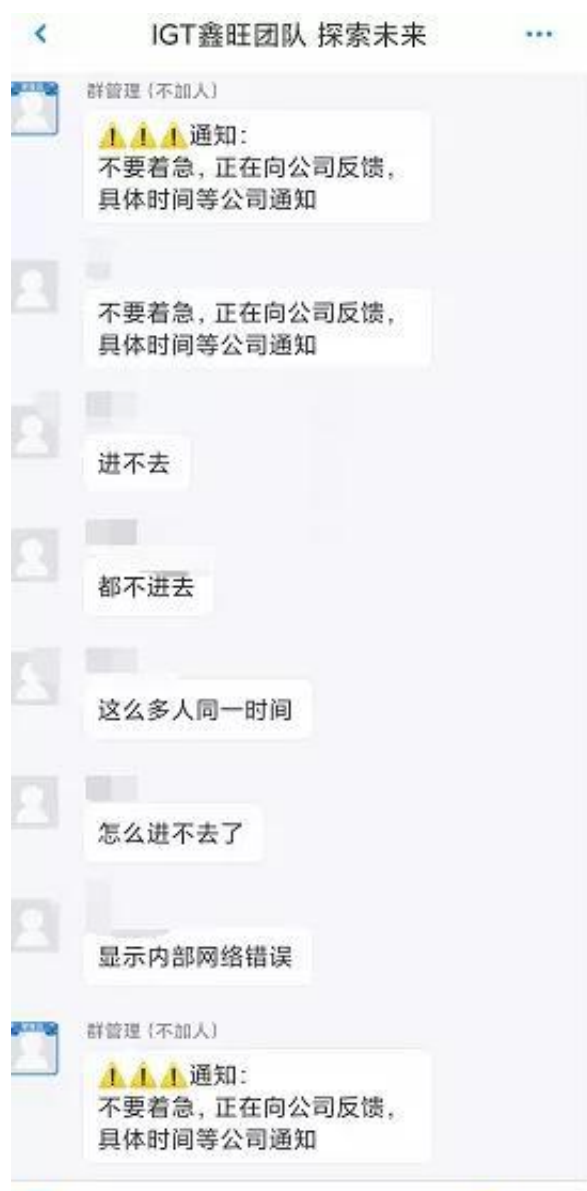 IGT鑫旺团队 探索未来
群管理（不加人）
⚠️⚠️⚠️通知：
不要着急，正在向公司反馈，
具体时间等公司通知
不要着急，正在向公司反馈，
具体时间等公司通知
进不去
都不进去
这么多人同一时间
怎么进不去了
显示内部网络错误
群管理（不加人）
⚠️⚠️⚠️通知：
不要着急，正在向公司反馈，
具体时间等公司通知